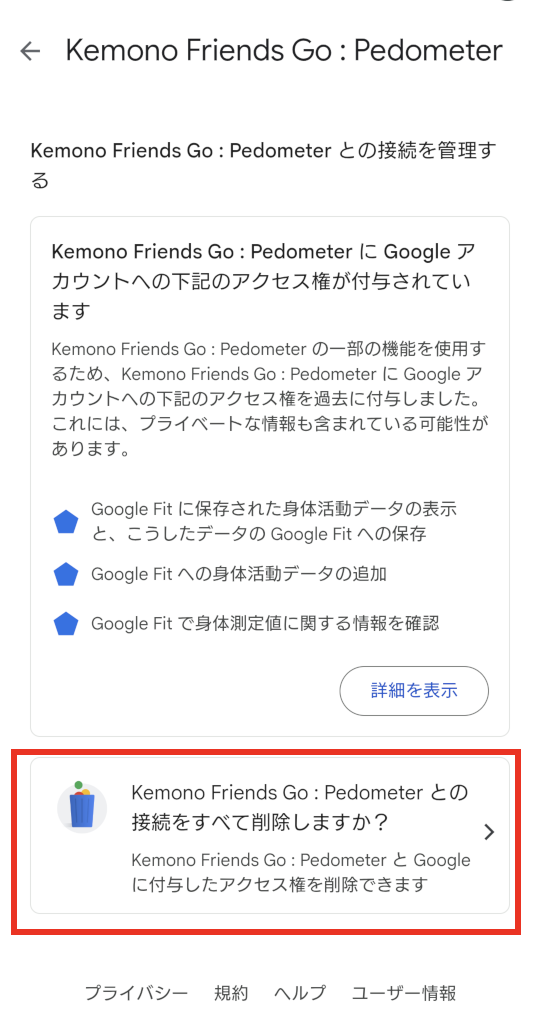 Kemono Friends Go : Pedometer
Kemono Friends Go : Pedometer との接続を管理す
る
Kemono Friends Go : Pedometer に Google ア
カウントへの下記のアクセス権が付与されてい
ます
Kemono Friends Go : Pedometer の一部の機能を使用す
るため、Kemono Friends Go : Pedometer に Google ア
カウントへの下記のアクセス権を過去に付与しました。
これには、プライベートな情報も含まれている可能性が
あります。
Google Fit に保存された身体活動データの表示
と、こうしたデータの Google Fit への保存
Google Fit への身体活動データの追加
Google Fit で身体測定値に関する情報を確認
詳細を表示
Kemono Friends Go : Pedometer との
接続をすべて削除しますか？
Kemono Friends Go : Pedometer と Google
に付与したアクセス権を削除できます
プライバシー 規約 ヘルプ ユーザー情報